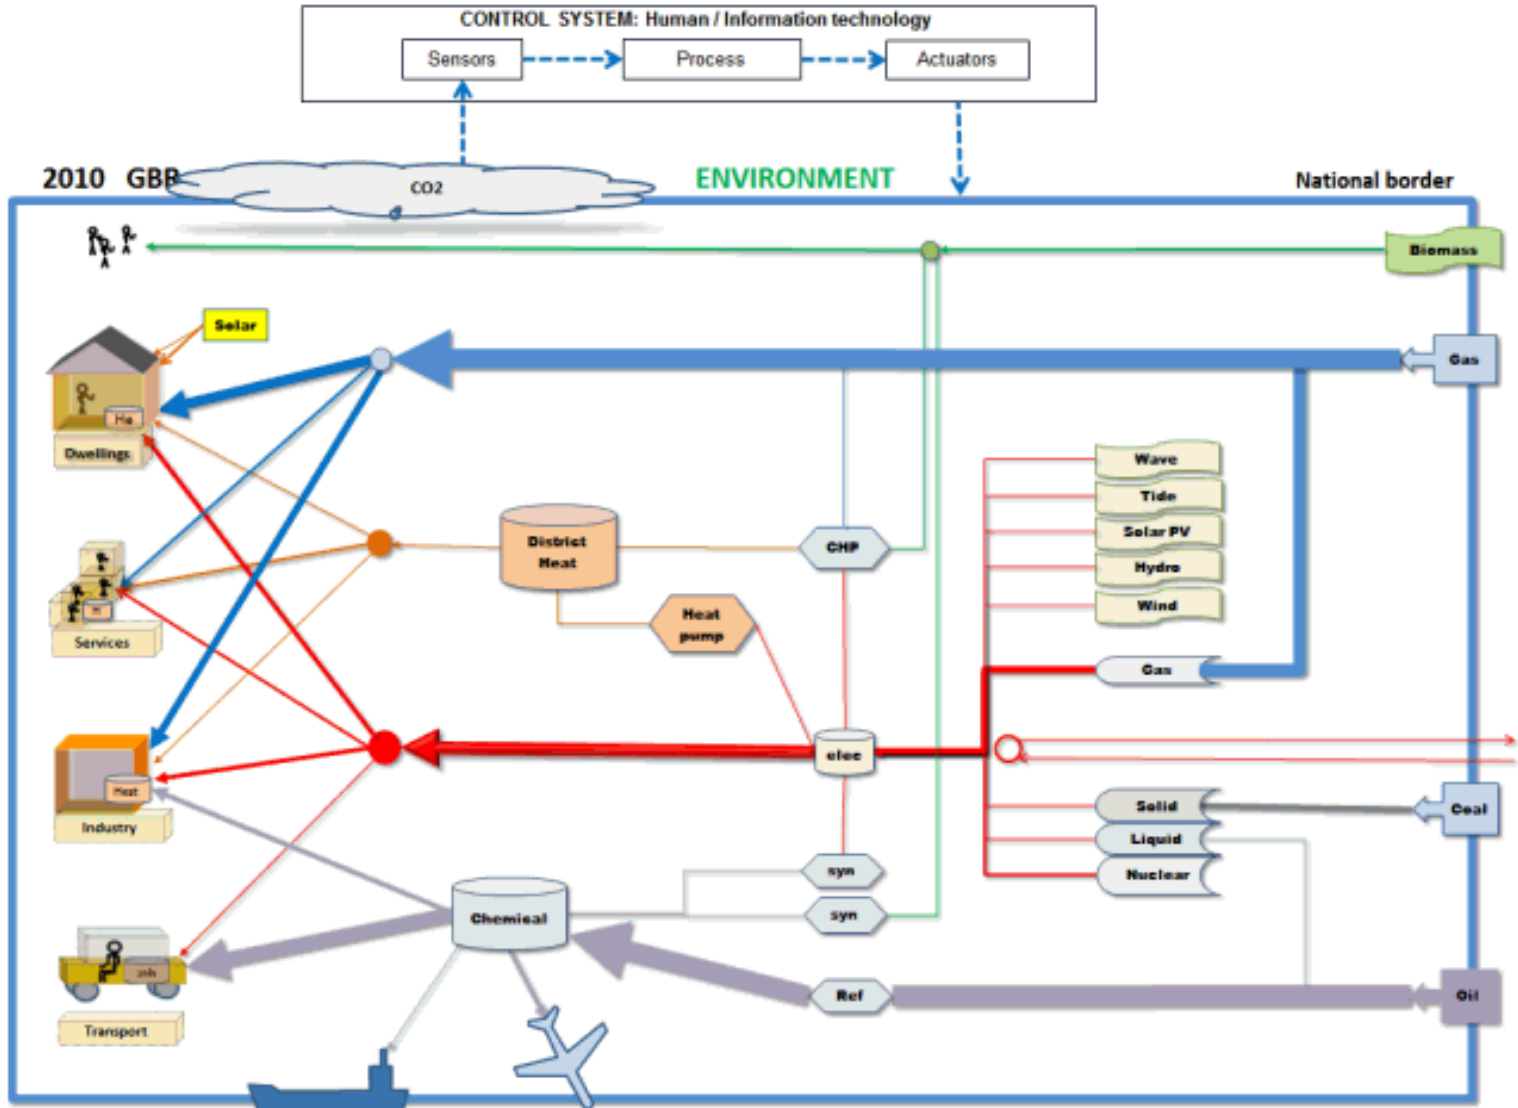 CONTROL SYSTEM: Human / Information technology
Sensors
Process
Actuators
2010 GBR
CO2
ENVIRONMENT
National border
Biomass
Solar
Gas
He
Dwellings
Wave
Tide
Solar PV
Hydro
Wind
District
Heat
CHP
Heat
pump
H
Services
Gas
elec
Heat
Industry
Solid
Coal
Liquid
Nuclear
syn
syn
Chemical
Ref
Oil
Transport